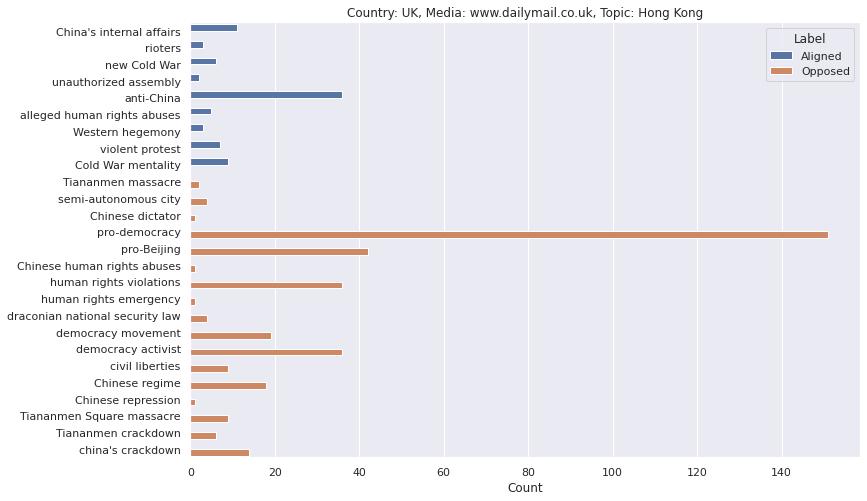 Country: UK, Media: www.dailymail.co.uk, Topic: Hong Kong
China's internal affairs
rioters
new Cold War
unauthorized assembly
anti-China
alleged human rights abuses
Western hegemony
violent protest
Cold War mentality
Tiananmen massacre
semi-autonomous city
Chinese dictator
pro-democracy
pro-Beijing
Chinese human rights abuses
human rights violations
human rights emergency
draconian national security law
democracy movement
democracy activist
civil liberties
Chinese regime
Chinese repression
Tiananmen Square massacre
Tiananmen crackdown
china's crackdown
Label
Aligned
Opposed
0 20 40 60 80 100 120 140
Count